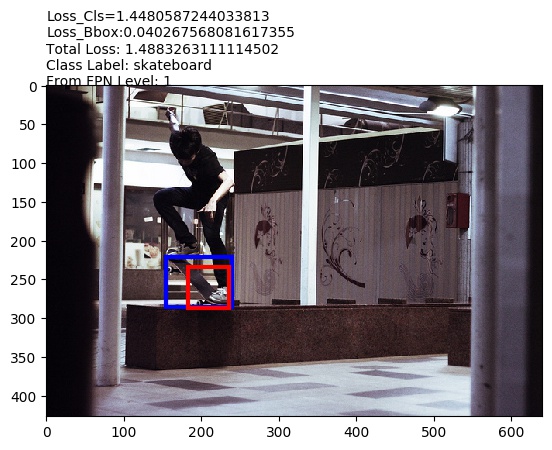 Loss_Cls=1.4480587244033813
Loss_Bbox:0.040267568081617355
Total Loss: 1.4883263111114502
Class Label: skateboard
From FPN Level: 1
0
50
100
150
200
250
300
350
400
0 100 200 300 400 500 600